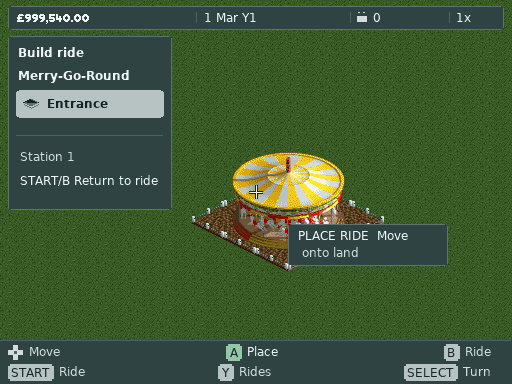 £999,540.00
1 Mar Y1
0
1x
Build ride
Merry-Go-Round
Entrance
Station 1
START/B Return to ride
PLACE RIDE Move
onto land
Move
A Place
B Ride
START Ride
Y Rides
SELECT Turn